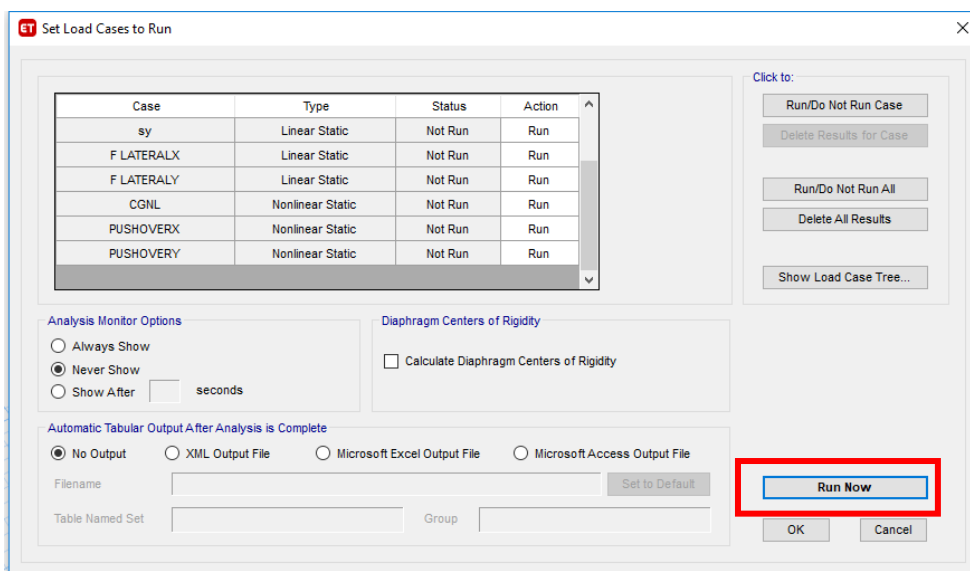 ET Set Load Cases to Run
Click to:
Case Type Status Action
sy Linear Static Not Run Run
F LATERALX Linear Static Not Run Run
F LATERALY Linear Static Not Run Run
CGNL Nonlinear Static Not Run Run
PUSHOVERX Nonlinear Static Not Run Run
PUSHOVERY Nonlinear Static Not Run Run
Run/Do Not Run Case
Delete Results for Case
Run/Do Not Run All
Delete All Results
Show Load Case Tree...
Analysis Monitor Options
Always Show
Never Show
Show After seconds
Diaphragm Centers of Rigidity
Calculate Diaphragm Centers of Rigidity
Automatic Tabular Output After Analysis is Complete
No Output XML Output File Microsoft Excel Output File Microsoft Access Output File
Filename Set to Default
Table Named Set Group
Run Now
OK Cancel